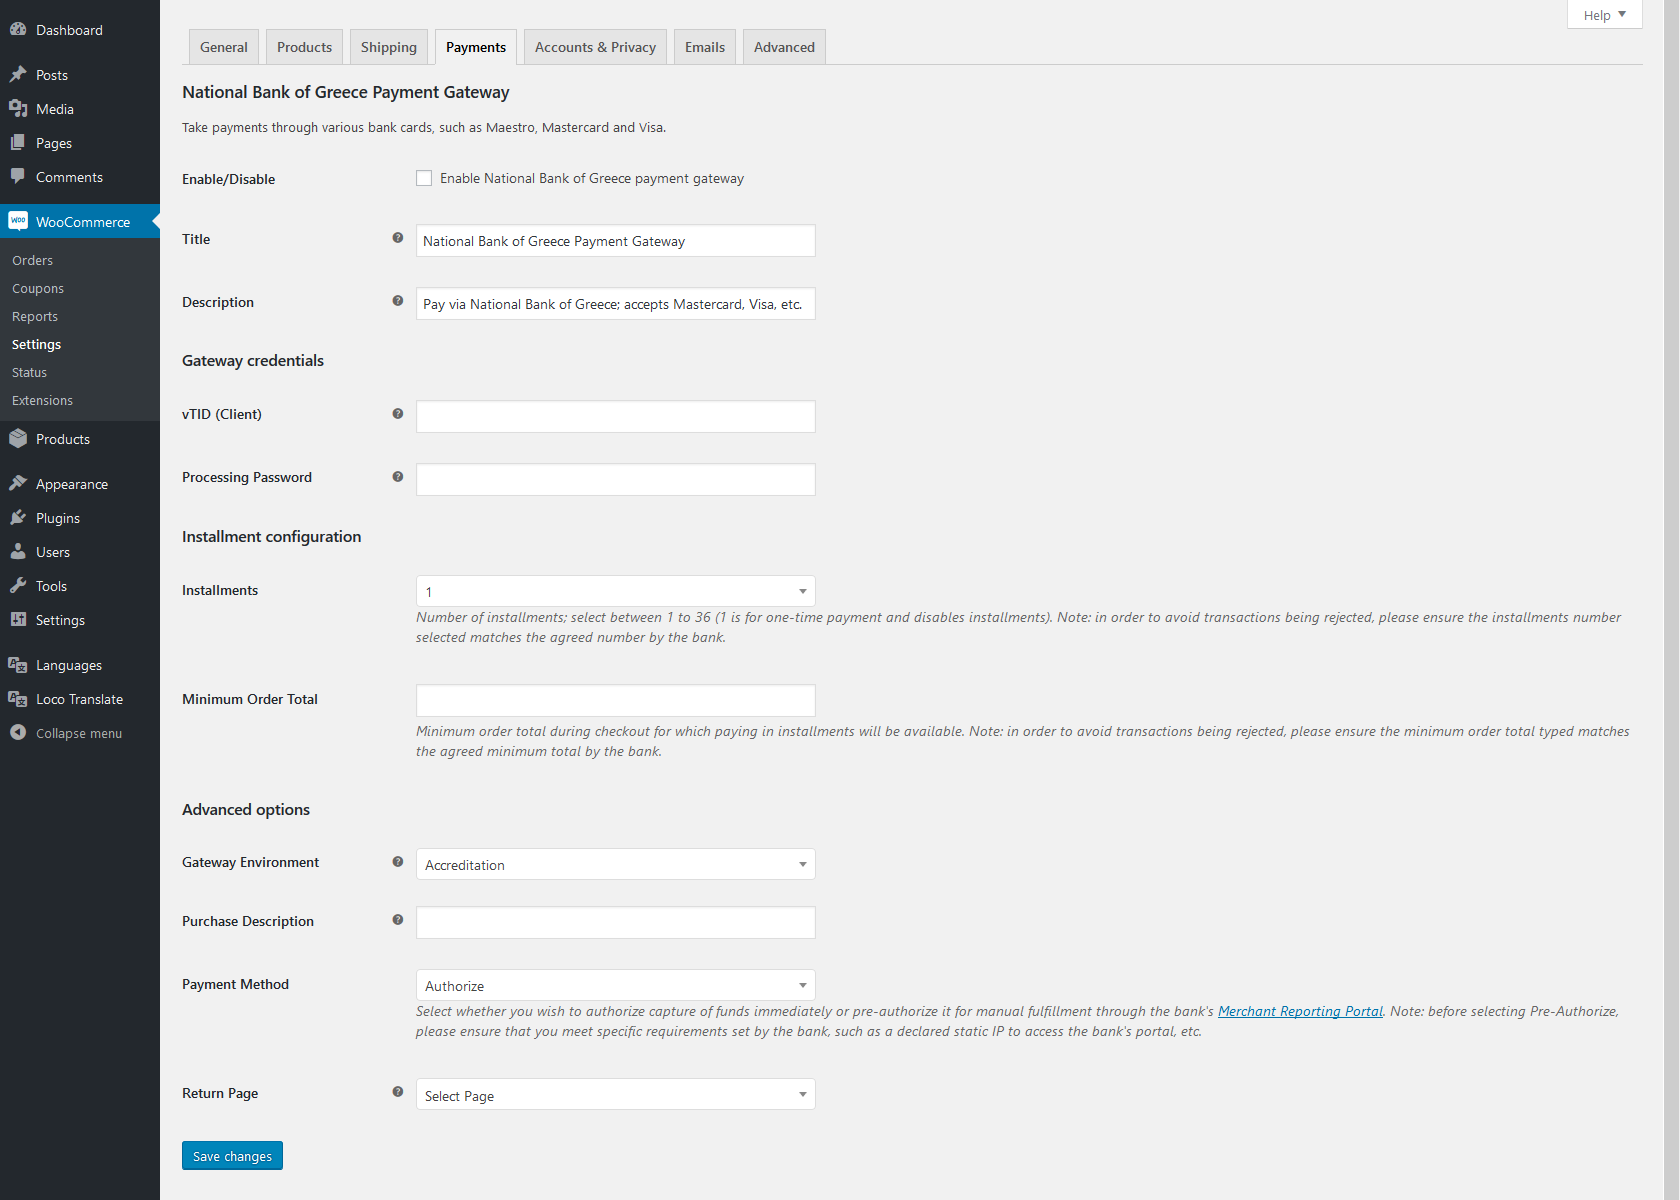 Help
Dashboard
Posts
Media
Pages
Comments
WooCommerce
Orders
Coupons
Reports
Settings
Status
Extensions
Products
Appearance
Plugins
Users
Tools
Settings
Languages
Loco Translate
Collapse menu
General
Products
Shipping
Payments
Accounts & Privacy
Emails
Advanced
National Bank of Greece Payment Gateway
Take payments through various bank cards, such as Maestro, Mastercard and Visa.
Enable/Disable
Enable National Bank of Greece payment gateway
Title
National Bank of Greece Payment Gateway
Description
Pay via National Bank of Greece; accepts Mastercard, Visa, etc.
Gateway credentials
vTID (Client)
Processing Password
Installment configuration
Installments
1
Number of installments; select between 1 to 36 (1 is for one-time payment and disables installments). Note: in order to avoid transactions being rejected, please ensure the installments number
selected matches the agreed number by the bank.
Minimum Order Total
Minimum order total during checkout for which paying in installments will be available. Note: in order to avoid transactions being rejected, please ensure the minimum order total typed matches
the agreed minimum total by the bank.
Advanced options
Gateway Environment
Accreditation
Purchase Description
Payment Method
Authorize
Select whether you wish to authorize capture of funds immediately or pre-authorize it for manual fulfillment through the bank's Merchant Reporting Portal. Note: before selecting Pre-Authorize,
please ensure that you meet specific requirements set by the bank, such as a declared static IP to access the bank's portal, etc.
Return Page
Select Page
Save changes